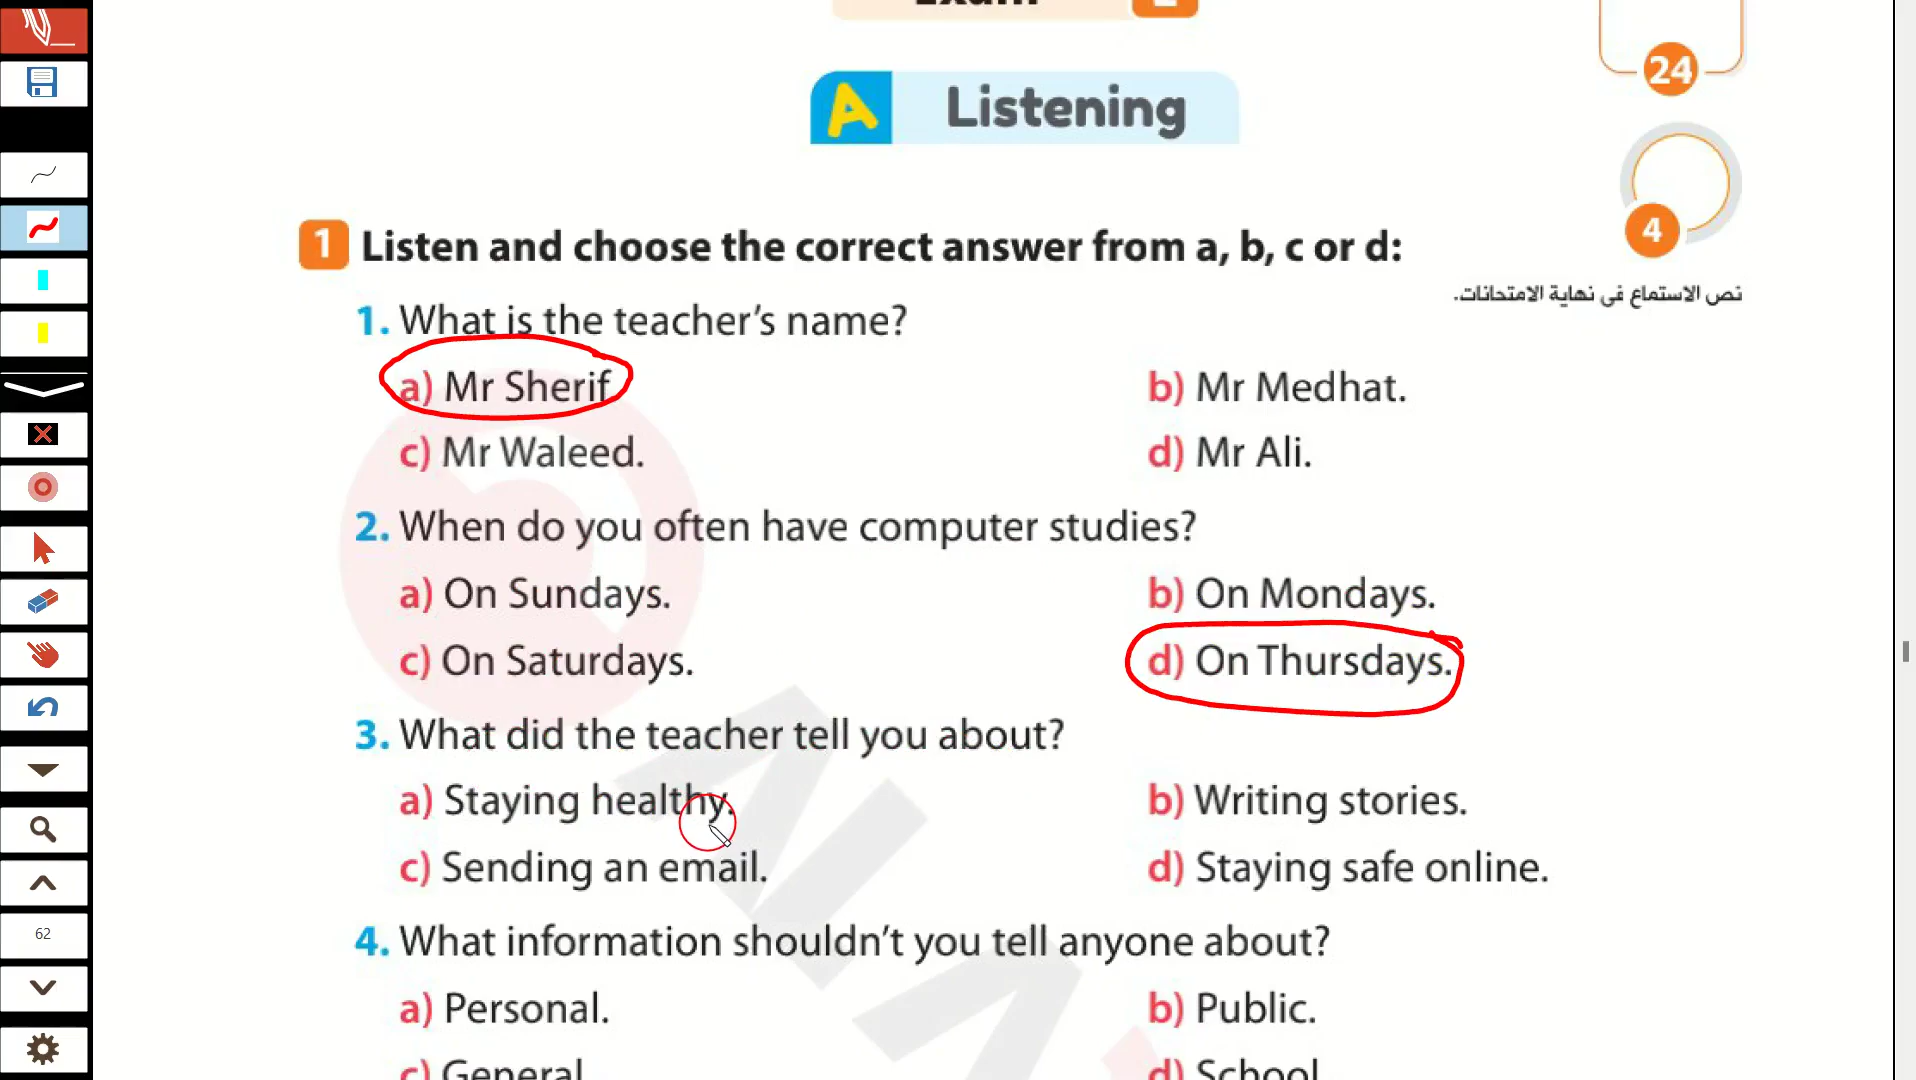 Exam 2
24
A Listening
4
1 Listen and choose the correct answer from a, b, c or d:
نص الاستماع فى نهاية الامتحانات.
1. What is the teacher's name?
a) Mr Sherif
b) Mr Medhat.
c) Mr Waleed.
d) Mr Ali.
2. When do you often have computer studies?
a) On Sundays.
b) On Mondays.
c) On Saturdays.
d) On Thursdays.
3. What did the teacher tell you about?
a) Staying healthy.
b) Writing stories.
c) Sending an email.
d) Staying safe online.
4. What information shouldn't you tell anyone about?
a) Personal.
b) Public.
c) General
d) School
62